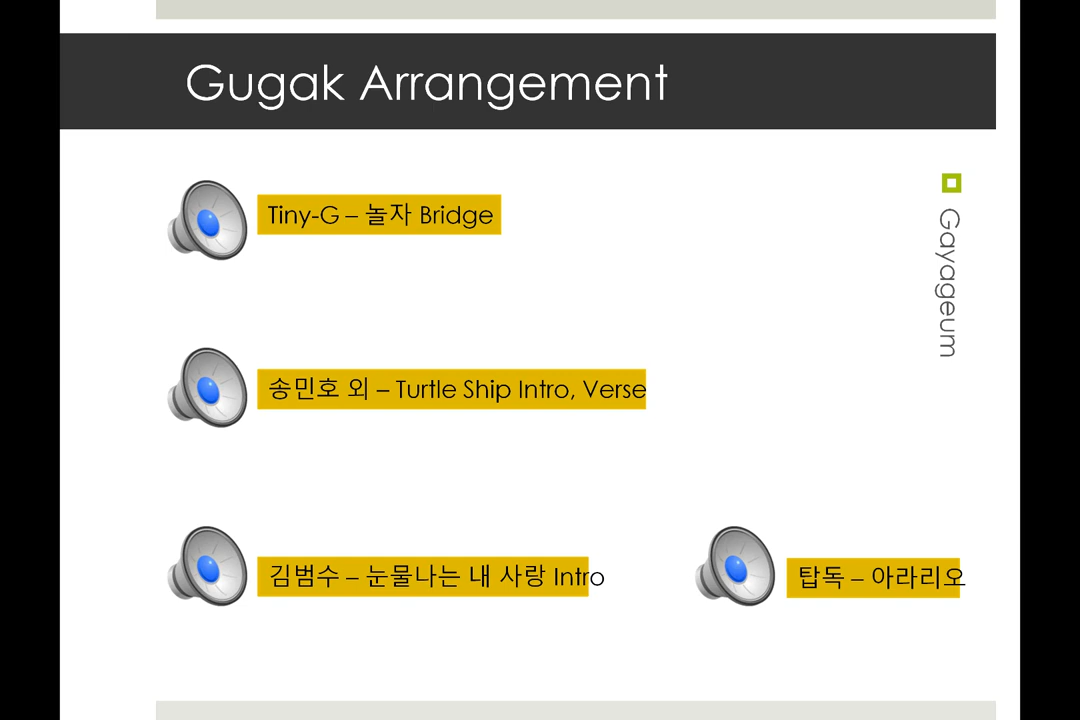 Gugak Arrangement
Tiny-G – 놀자 Bridge
Gayageum
송민호 외 – Turtle Ship Intro, Verse
김범수 – 눈물나는 내 사랑 Intro
탑독 – 아라리오